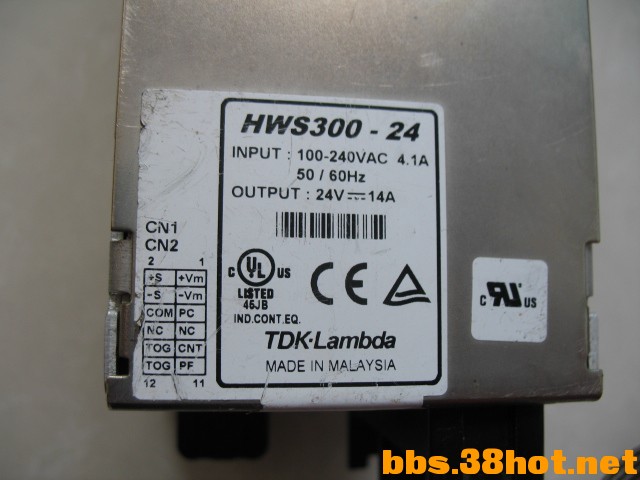 HWS300 - 24
INPUT : 100-240VAC 4.1A
50 / 60Hz
OUTPUT : 24V⎓14A
CN1
CN2
2 1
+S +Vm
-S -Vm
COM PC
NC NC
TOG CNT
TOG PF
12 11
C UL US
LISTED
46JB
IND.CONT.EQ.
CE
TDK-Lambda
MADE IN MALAYSIA
C RU US
bbs.38hot.net